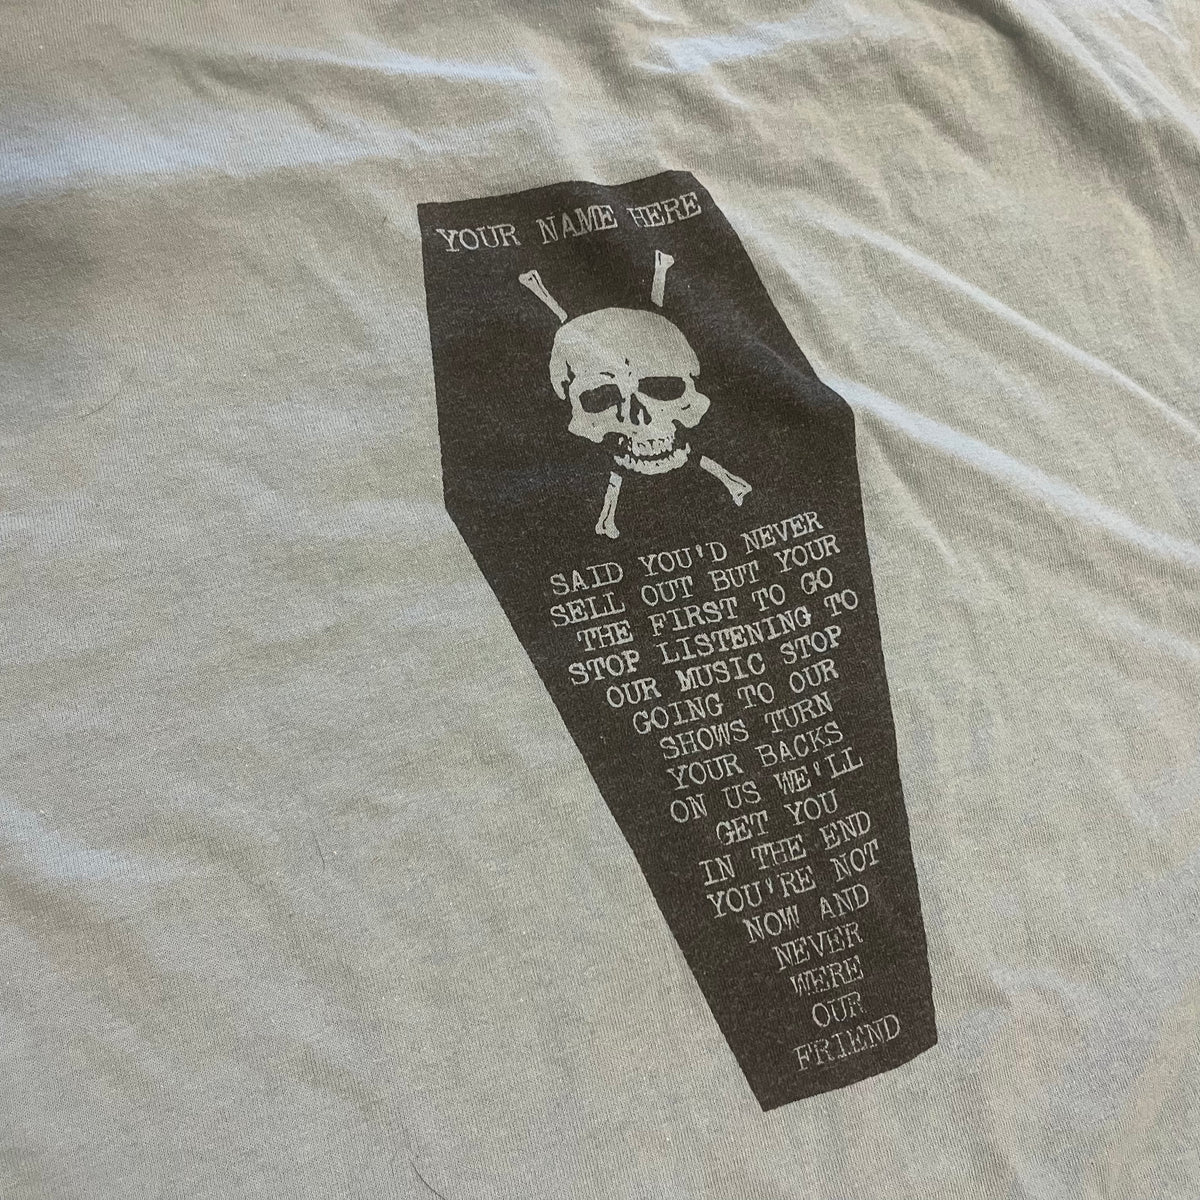 YOUR NAME HERE
SAID YOU'D NEVER
SELL OUT BUT YOUR
THE FIRST TO GO
STOP LISTENING TO
OUR MUSIC STOP
GOING TO OUR
SHOWS TURN
YOUR BACKS
ON US WE'LL
GET YOU
IN THE END
YOU'RE NOT
NOW AND
NEVER
WERE
OUR
FRIEND